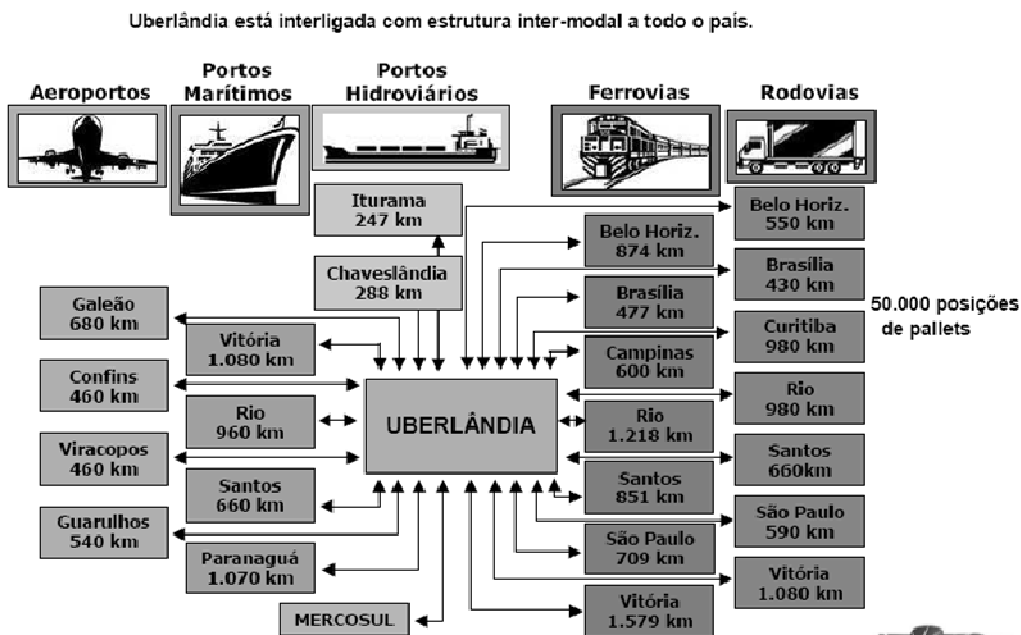 Uberlândia está interligada com estrutura inter-modal a todo o país.
Aeroportos
Portos
Marítimos
Portos
Hidroviários
Ferrovias
Rodovias
Galeão
680 km
Confins
460 km
Viracopos
460 km
Guarulhos
540 km
Vitória
1.080 km
Rio
960 km
Santos
660 km
Paranaguá
1.070 km
MERCOSUL
Iturama
247 km
Chaveslândia
288 km
UBERLÂNDIA
Belo Horiz.
874 km
Brasília
477 km
Campinas
600 km
Rio
1.218 km
Santos
851 km
São Paulo
709 km
Vitória
1.579 km
Belo Horiz.
550 km
Brasília
430 km
Curitiba
980 km
Rio
980 km
Santos
660km
São Paulo
590 km
Vitória
1.080 km
50.000 posições
de pallets